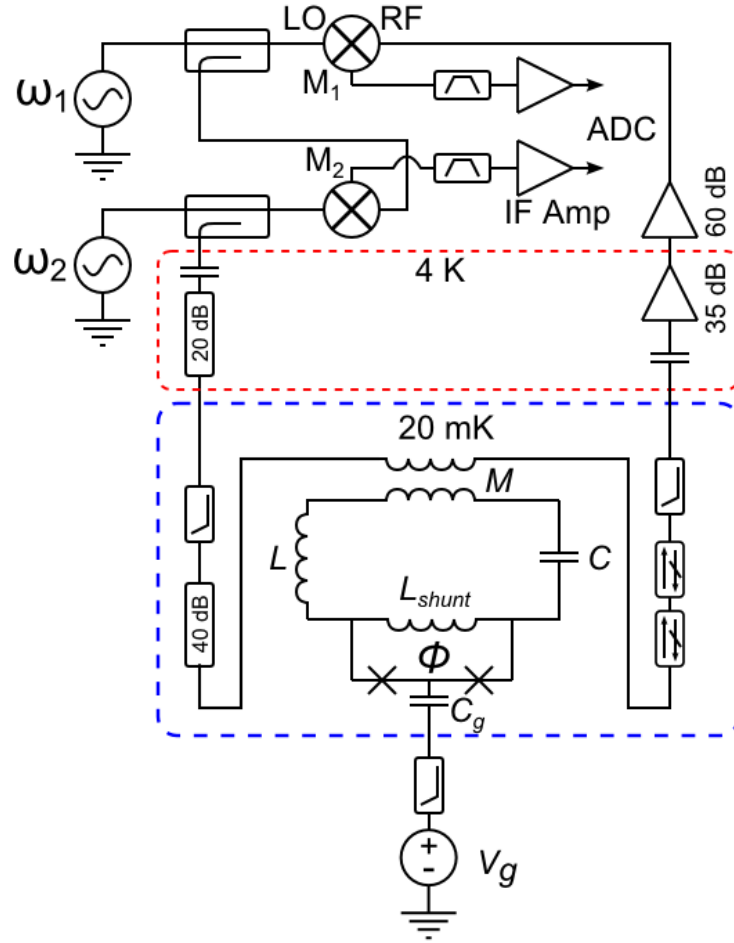 LO RF
ω1
M1
ADC
M2
IF Amp
60 dB
ω2
4 K
20 dB
35 dB
20 mK
M
L
C
Lshunt
40 dB
Φ
Cg
+
-
Vg